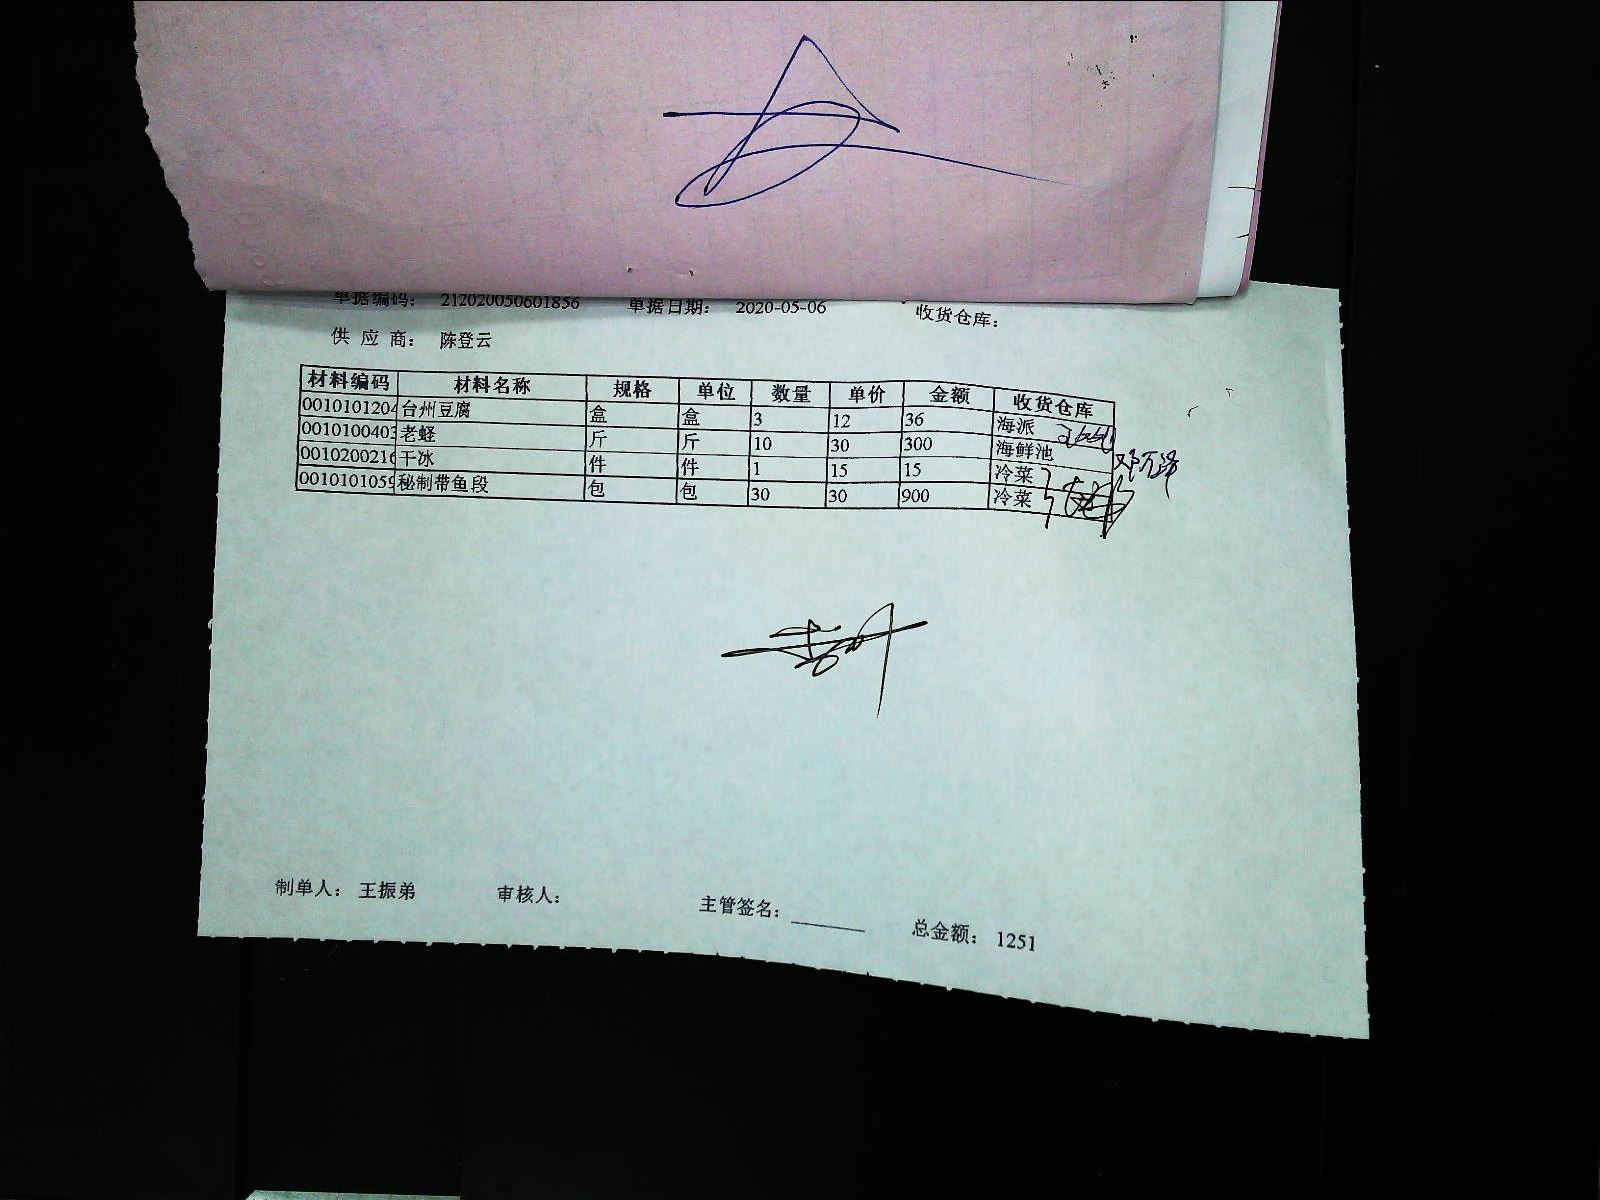 单据编码： 212020050601856 单据日期： 2020-05-06 收货仓库：
供 应 商： 陈登云
材料编码 材料名称 规格 单位 数量 单价 金额 收货仓库
0010101204 台州豆腐 盒 盒 3 12 36 海派
0010100403 老蛏 斤 斤 10 30 300 海鲜池
0010200216 干冰 件 件 1 15 15 冷菜
0010101059 秘制带鱼段 包 包 30 30 900 冷菜
制单人： 王振弟 审核人： 主管签名： 总金额： 1251